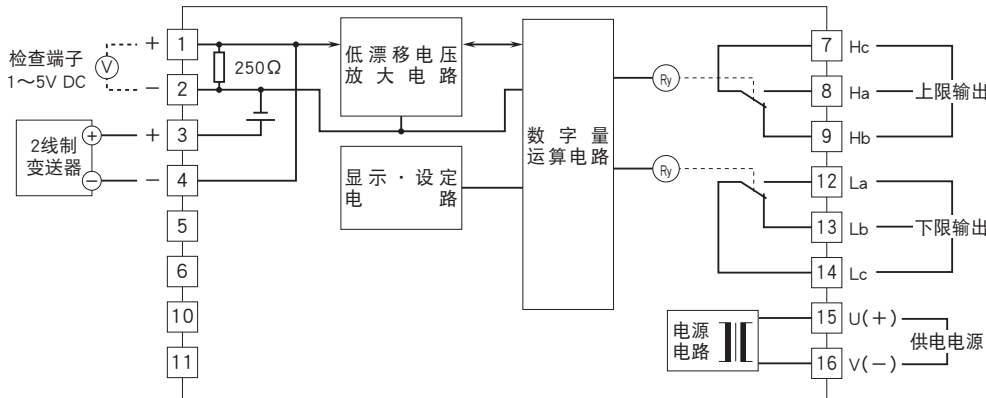 检查端子
1～5V DC
V
+
−
1
2
250Ω
2线制
变送器
+
−
+
−
3
4
5
6
10
11
低漂移电压
放大电路
显示・设定
电路
数字量
运算电路
Ry
Ry
7 Hc
8 Ha
9 Hb
上限输出
12 La
13 Lb
14 Lc
下限输出
电源
电路
15 U(+)
16 V(−)
供电电源